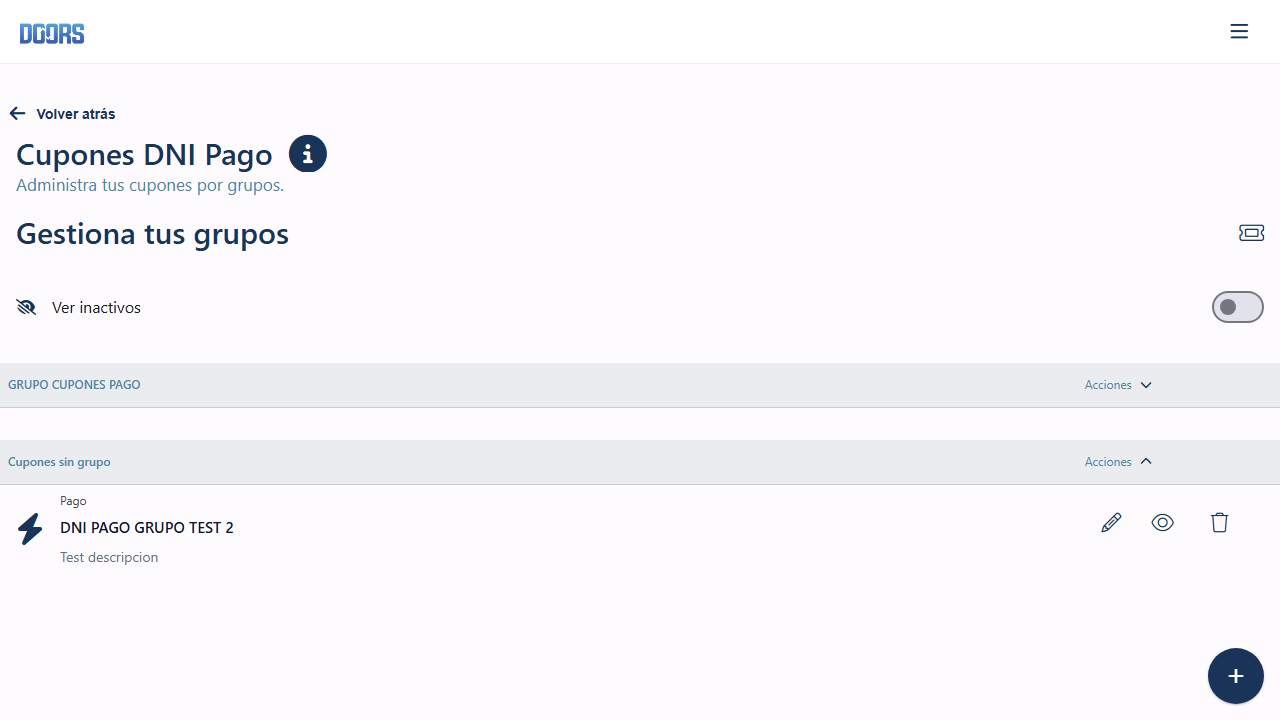 DOORS
Volver atrás
Cupones DNI Pago
Administra tus cupones por grupos.
Gestiona tus grupos
Ver inactivos
GRUPO CUPONES PAGO
Acciones
Cupones sin grupo
Acciones
Pago
DNI PAGO GRUPO TEST 2
Test descripcion